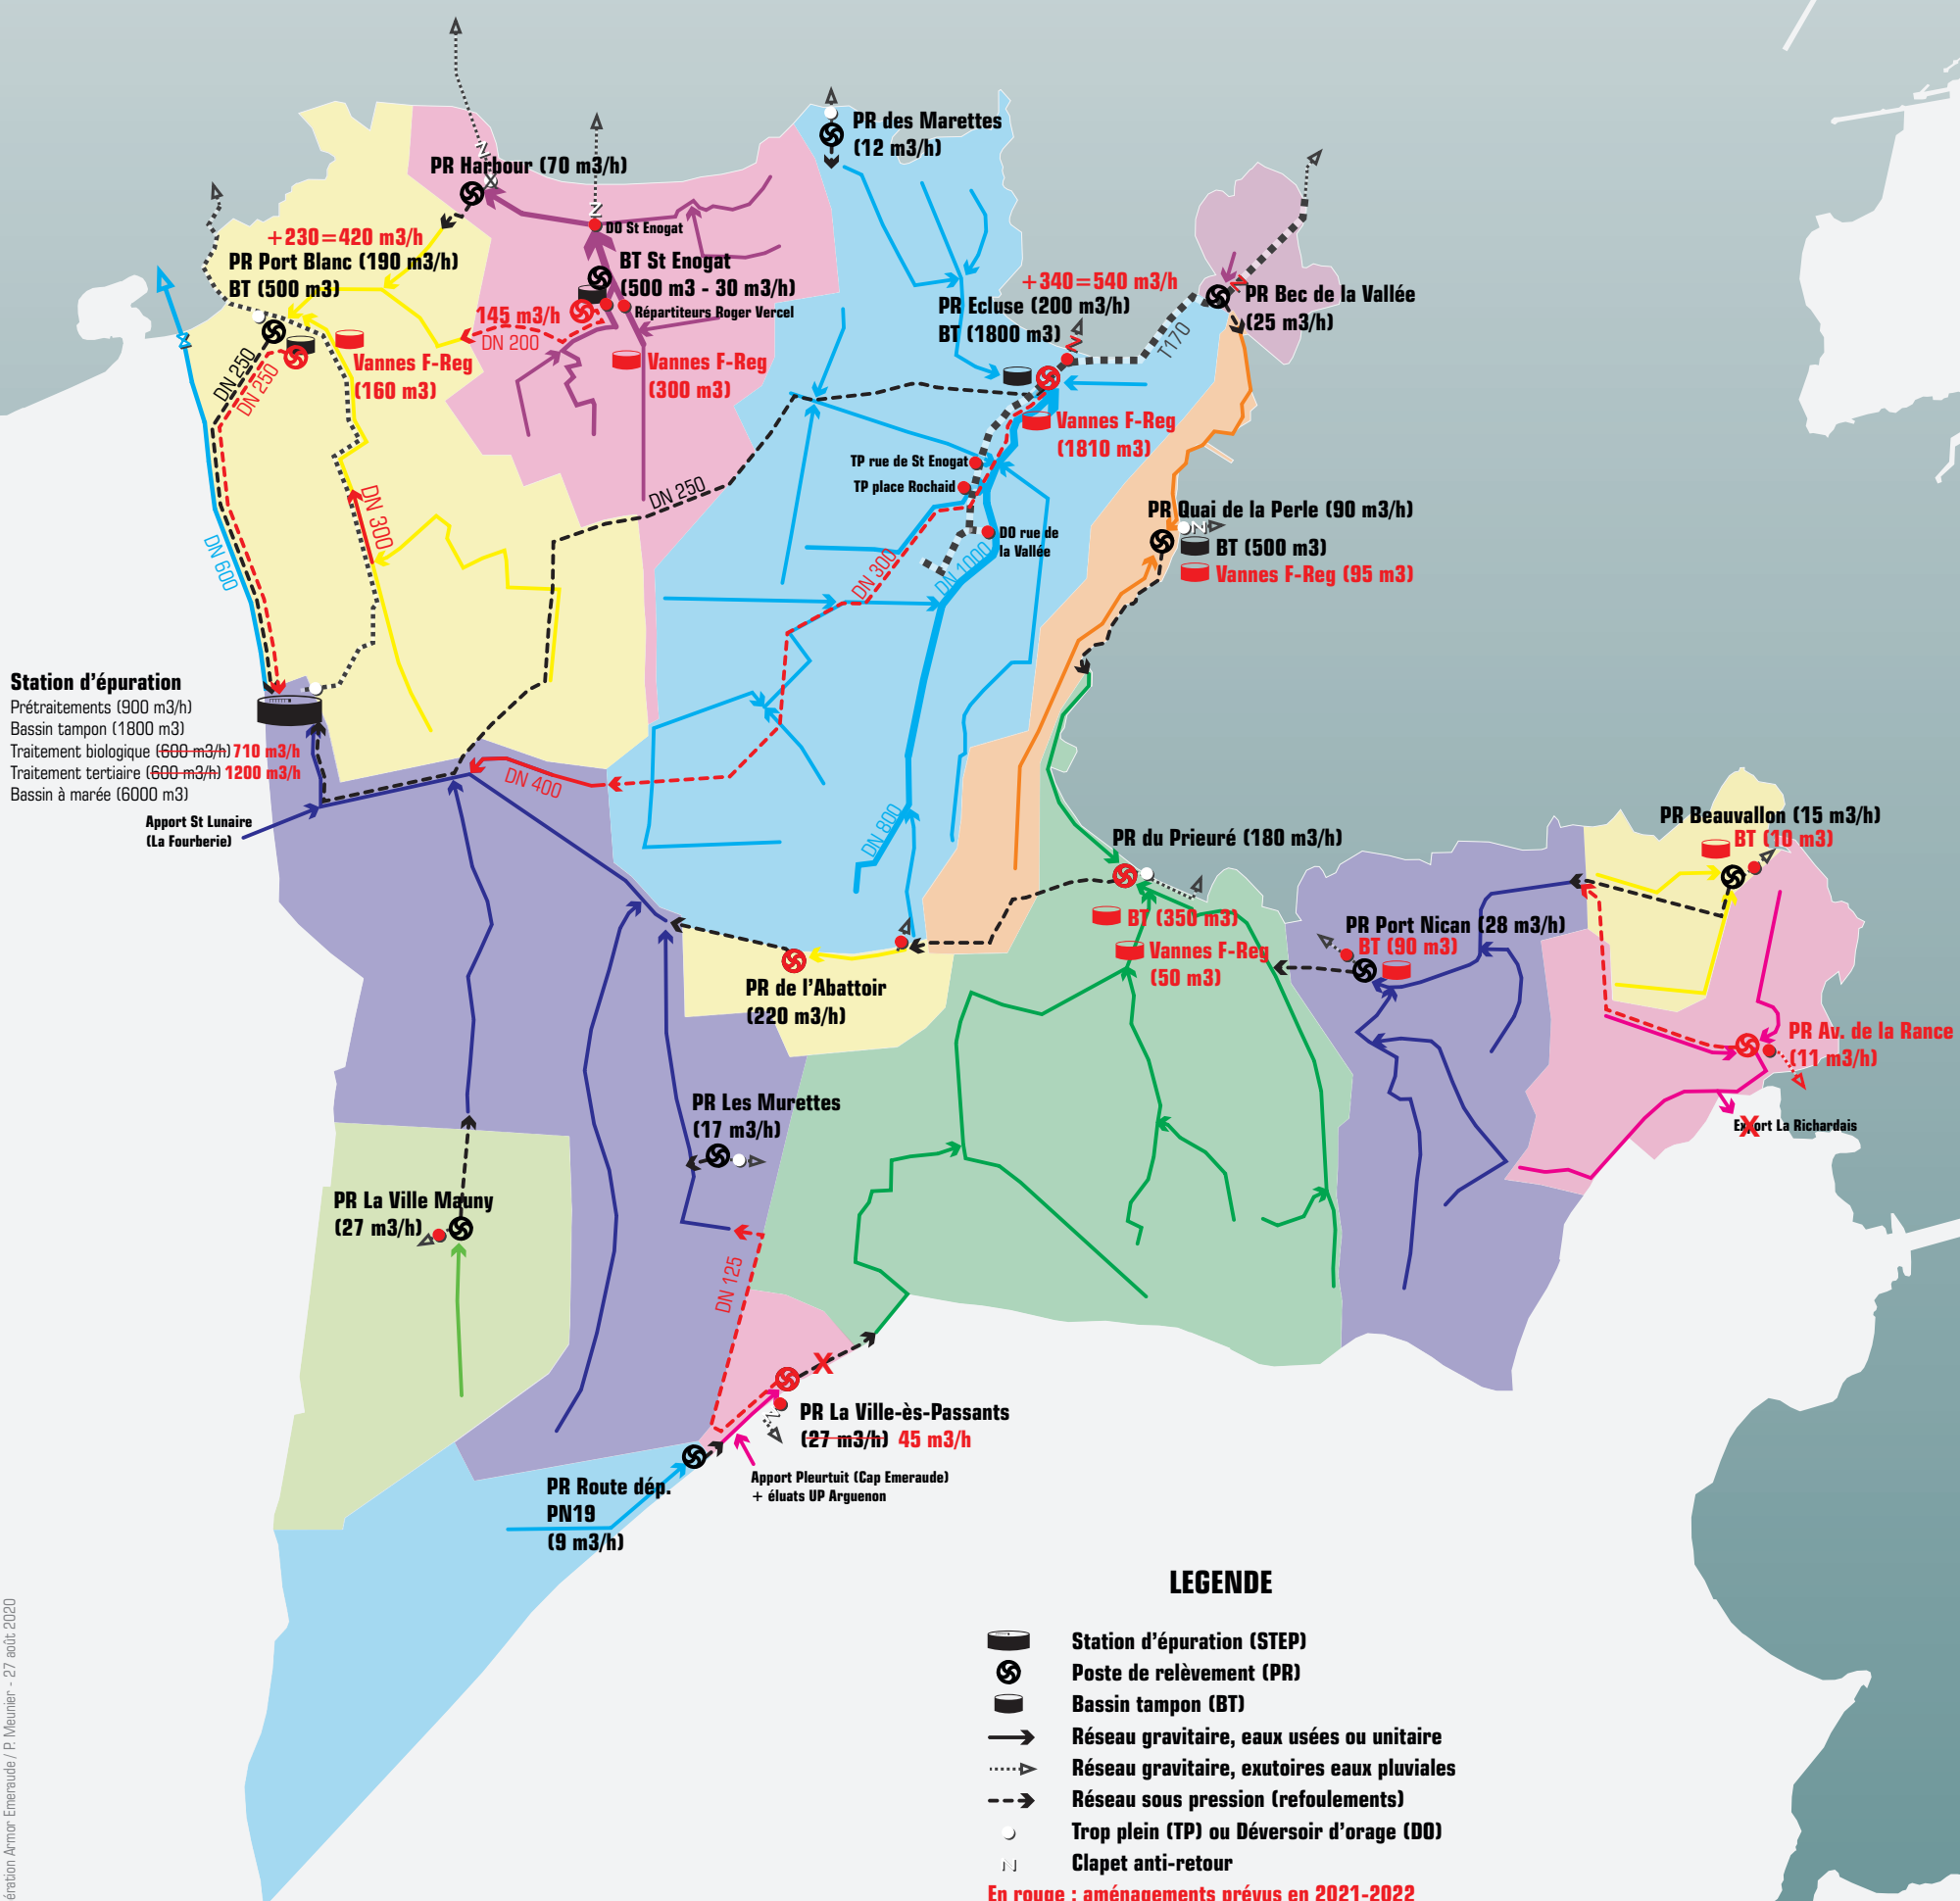 PR des Marettes
(12 m3/h)
PR Harbour (70 m3/h)
N
N
DO St Enogat
+230=420 m3/h
PR Port Blanc (190 m3/h)
BT (500 m3)
BT St Enogat
(500 m3 - 30 m3/h)
Répartiteurs Roger Vercel
145 m3/h
DN 200
Vannes F-Reg
(160 m3)
Vannes F-Reg
(300 m3)
DN 250
DN 250
+340=540 m3/h
PR Ecluse (200 m3/h)
BT (1800 m3)
N
N
PR Bec de la Vallée
(25 m3/h)
T170
Vannes F-Reg
(1810 m3)
TP rue de St Enogat
TP place Rochaid
DO rue de
la Vallée
DN 250
DN 300
DN 600
DN 300
DN 1000
PR Quai de la Perle (90 m3/h)
N
BT (500 m3)
Vannes F-Reg (95 m3)
Station d'épuration
Prétraitements (900 m3/h)
Bassin tampon (1800 m3)
Traitement biologique (600 m3/h) 710 m3/h
Traitement tertiaire (600 m3/h) 1200 m3/h
Bassin à marée (6000 m3)
Apport St Lunaire
(La Fourberie)
DN 400
DN 800
PR du Prieuré (180 m3/h)
BT (350 m3)
Vannes F-Reg
(50 m3)
PR Beauvallon (15 m3/h)
BT (10 m3)
PR Port Nican (28 m3/h)
BT (90 m3)
PR de l'Abattoir
(220 m3/h)
PR Av. de la Rance
(11 m3/h)
Export La Richardais
X
PR Les Murettes
(17 m3/h)
PR La Ville Mauny
(27 m3/h)
DN 125
X
N
PR La Ville-ès-Passants
(27 m3/h) 45 m3/h
Apport Pleurtuit (Cap Emeraude)
+ éluats UP Arguenon
PR Route dép.
PN19
(9 m3/h)
LEGENDE
Station d'épuration (STEP)
Poste de relèvement (PR)
Bassin tampon (BT)
Réseau gravitaire, eaux usées ou unitaire
Réseau gravitaire, exutoires eaux pluviales
Réseau sous pression (refoulements)
Trop plein (TP) ou Déversoir d'orage (DO)
N Clapet anti-retour
En rouge : aménagements prévus en 2021-2022
Armor Emeraude / P. Meunier - 27 août 2020